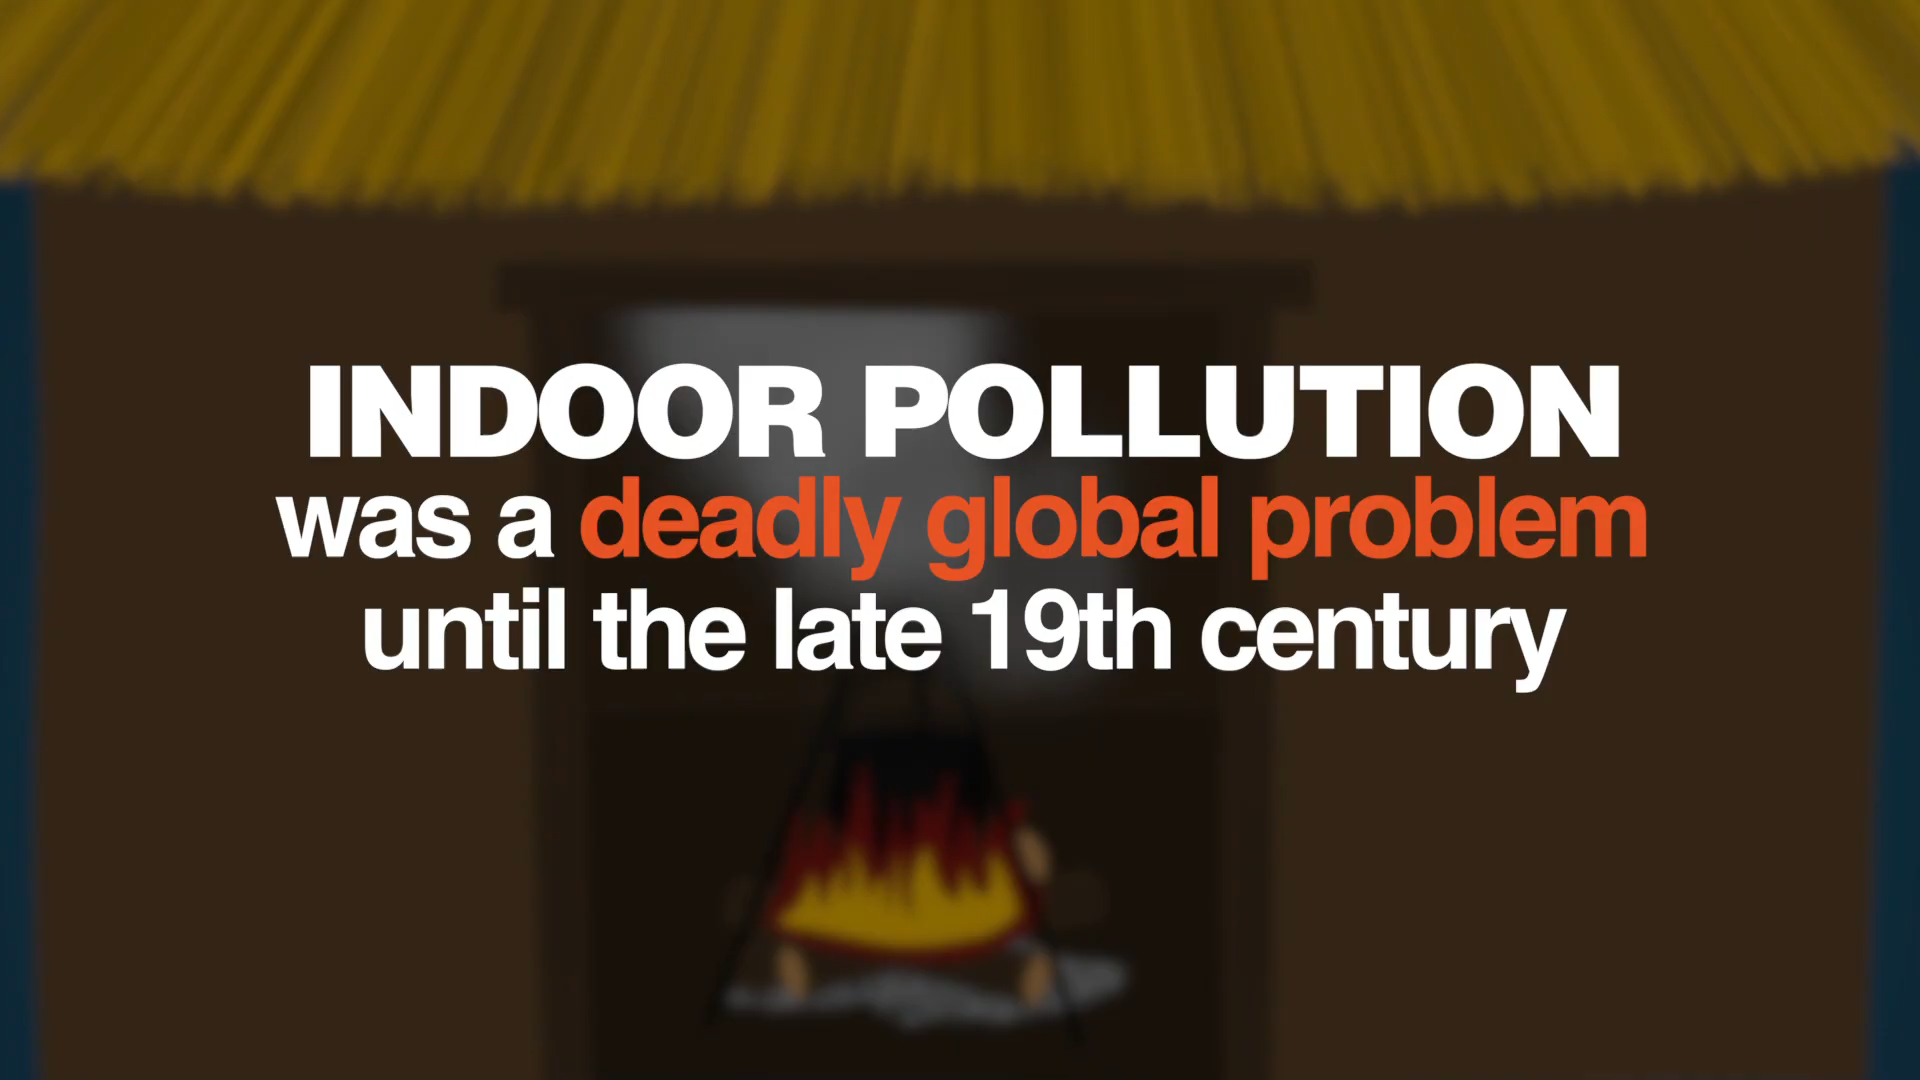 INDOOR POLLUTION
was a deadly global problem
until the late 19th century